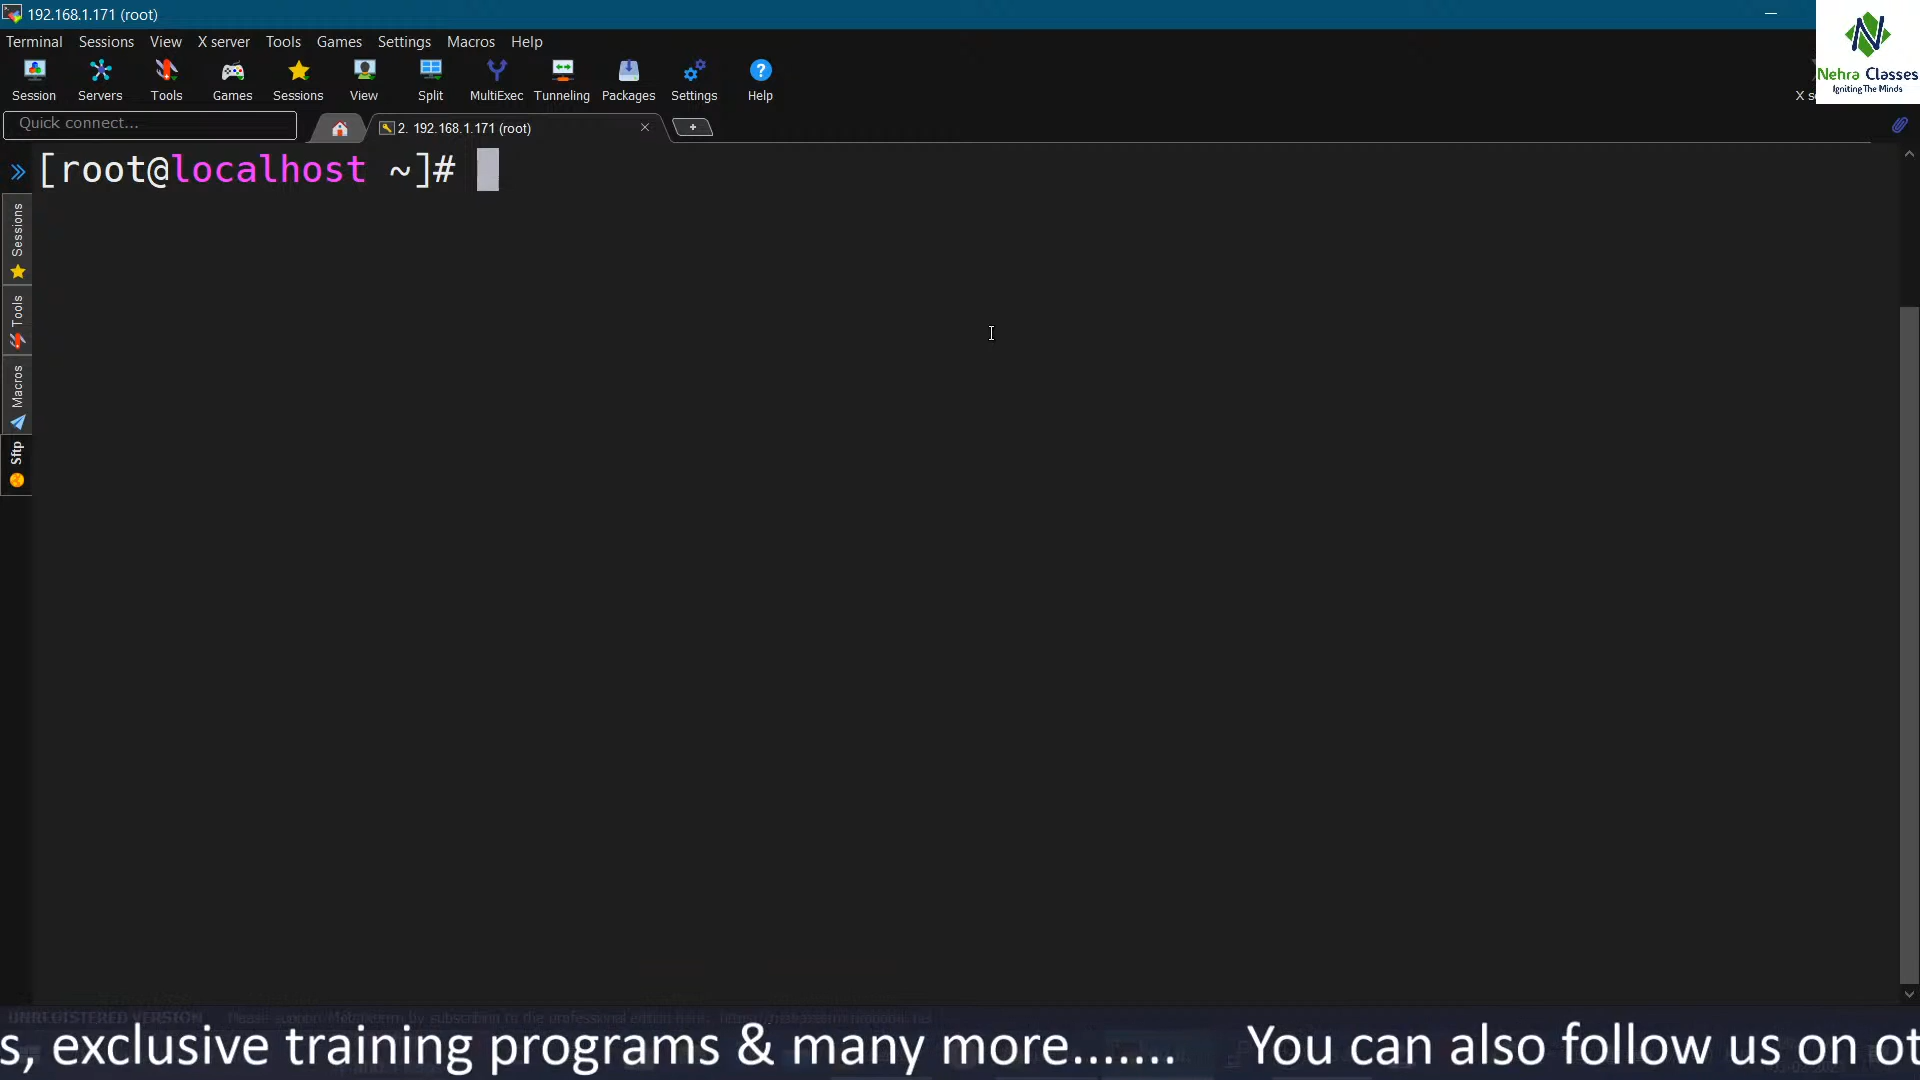 192.168.1.171 (root)
Terminal Sessions View X server Tools Games Settings Macros Help
Session Servers Tools Games Sessions View Split MultiExec Tunneling Packages Settings Help
X se
Nehra Classes
Igniting The Minds
Quick connect...
2. 192.168.1.171 (root)
[root@localhost ~]#
Sessions
Tools
Macros
Sftp
UNREGISTERED VERSION
s, exclusive training programs & many more....... You can also follow us on ot